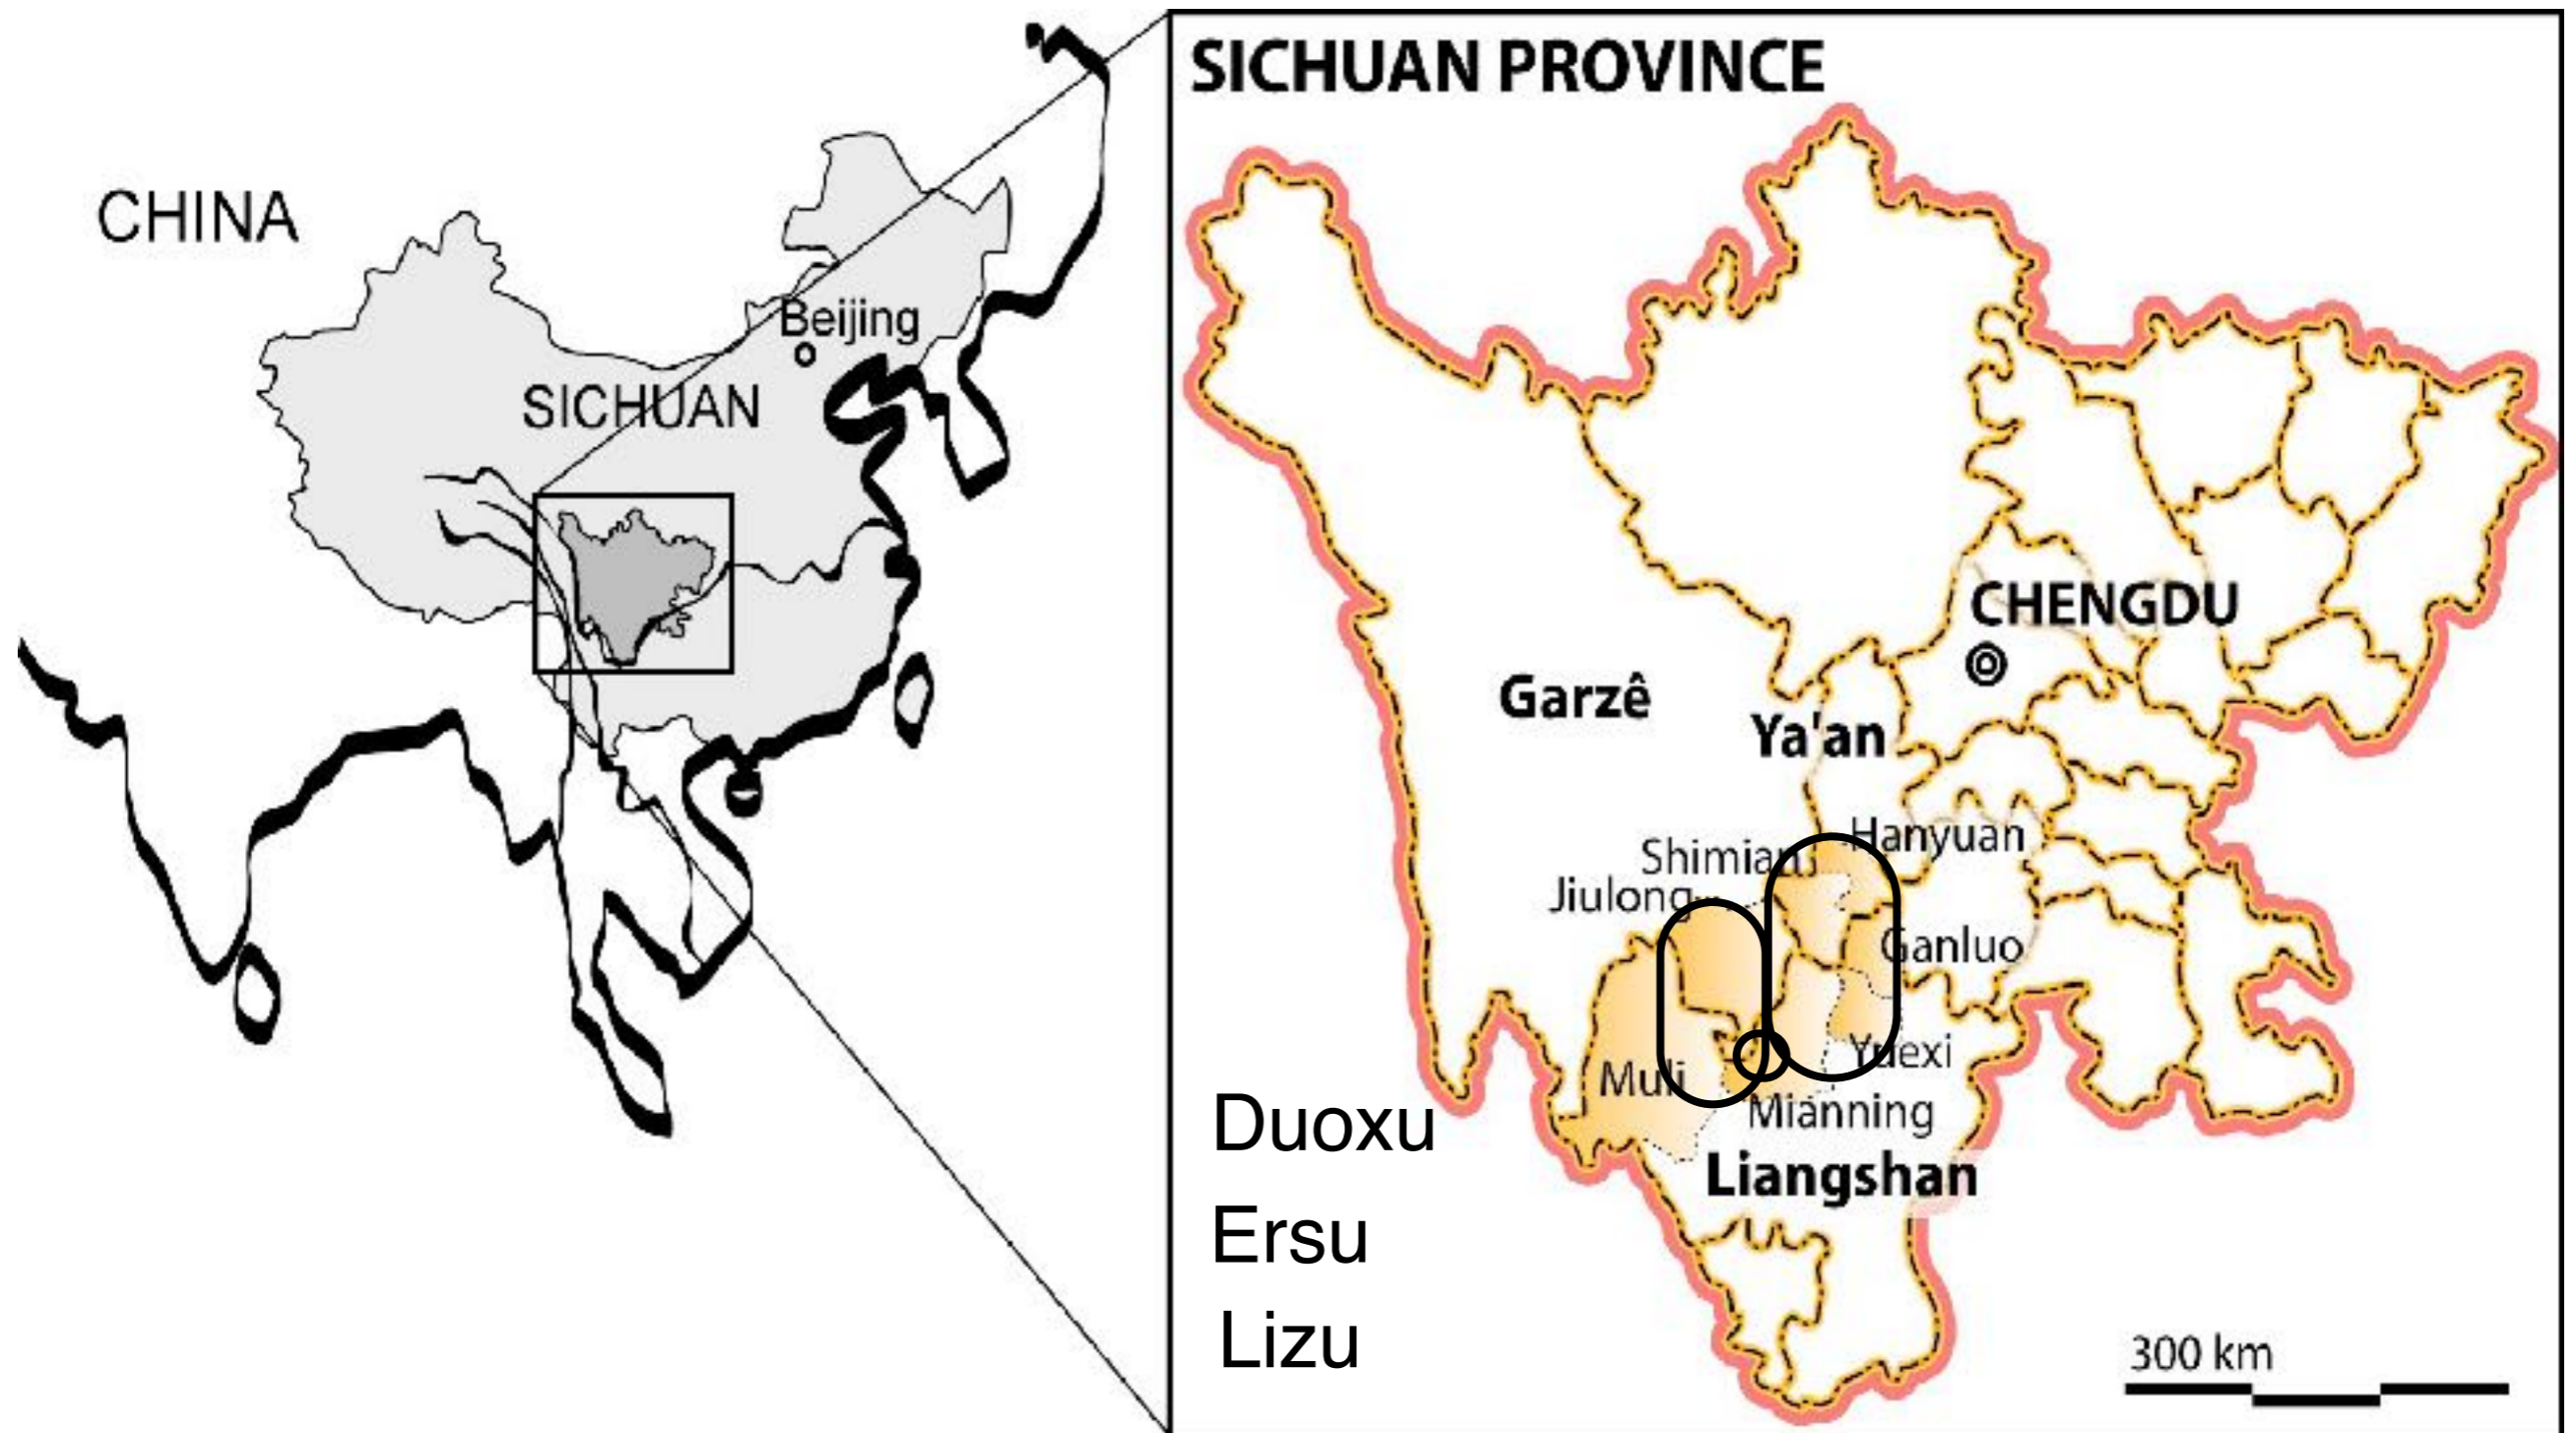 CHINA
Beijing
SICHUAN
SICHUAN PROVINCE
CHENGDU
Garzê
Ya'an
Hanyuan
Shimian
Jiulong
Ganluo
Yuexi
Muli
Mianning
Liangshan
Duoxu
Ersu
Lizu
300 km